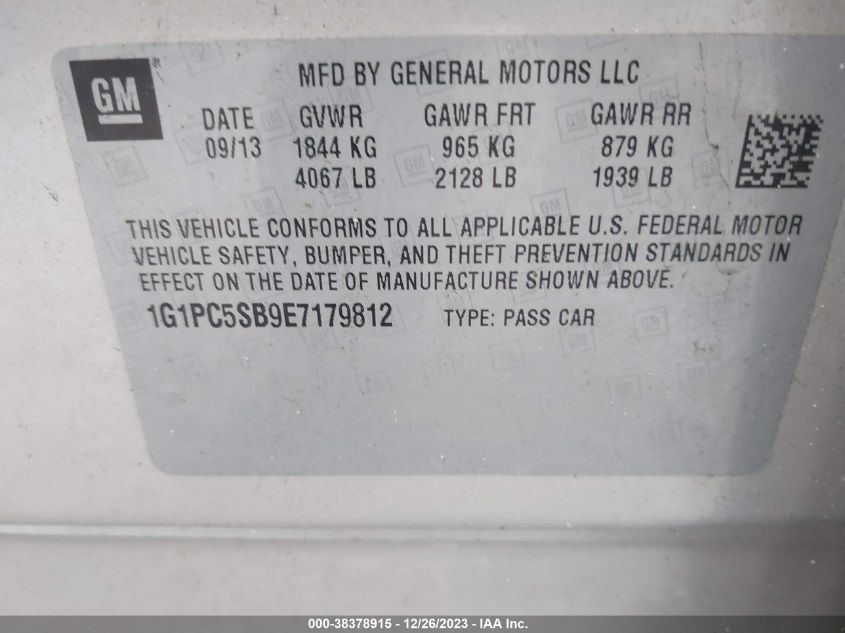 GM
MFD BY GENERAL MOTORS LLC
DATE GVWR GAWR FRT GAWR RR
09/13 1844 KG 965 KG 879 KG
4067 LB 2128 LB 1939 LB
THIS VEHICLE CONFORMS TO ALL APPLICABLE U.S. FEDERAL MOTOR
VEHICLE SAFETY, BUMPER, AND THEFT PREVENTION STANDARDS IN
EFFECT ON THE DATE OF MANUFACTURE SHOWN ABOVE.
1G1PC5SB9E7179812 TYPE: PASS CAR
000-38378915 - 12/26/2023 - IAA Inc.